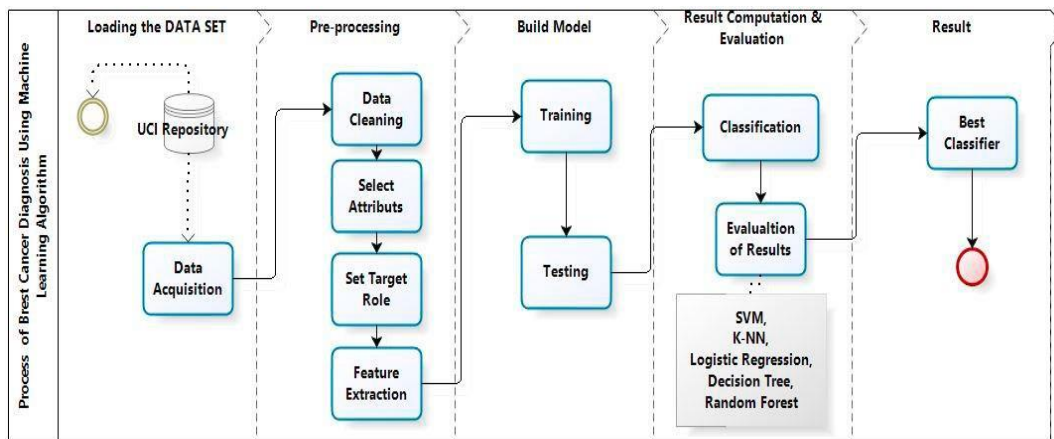 Process of Brest Cancer Diagnosis Using Machine
Learning Algorithm
Loading the DATA SET
UCI Repository
Data
Acquisition
Pre-processing
Data
Cleaning
Select
Attributs
Set Target
Role
Feature
Extraction
Build Model
Training
Testing
Result Computation &
Evaluation
Classification
Evaluation
of Results
SVM,
K-NN,
Logistic Regression,
Decision Tree,
Random Forest
Result
Best
Classifier